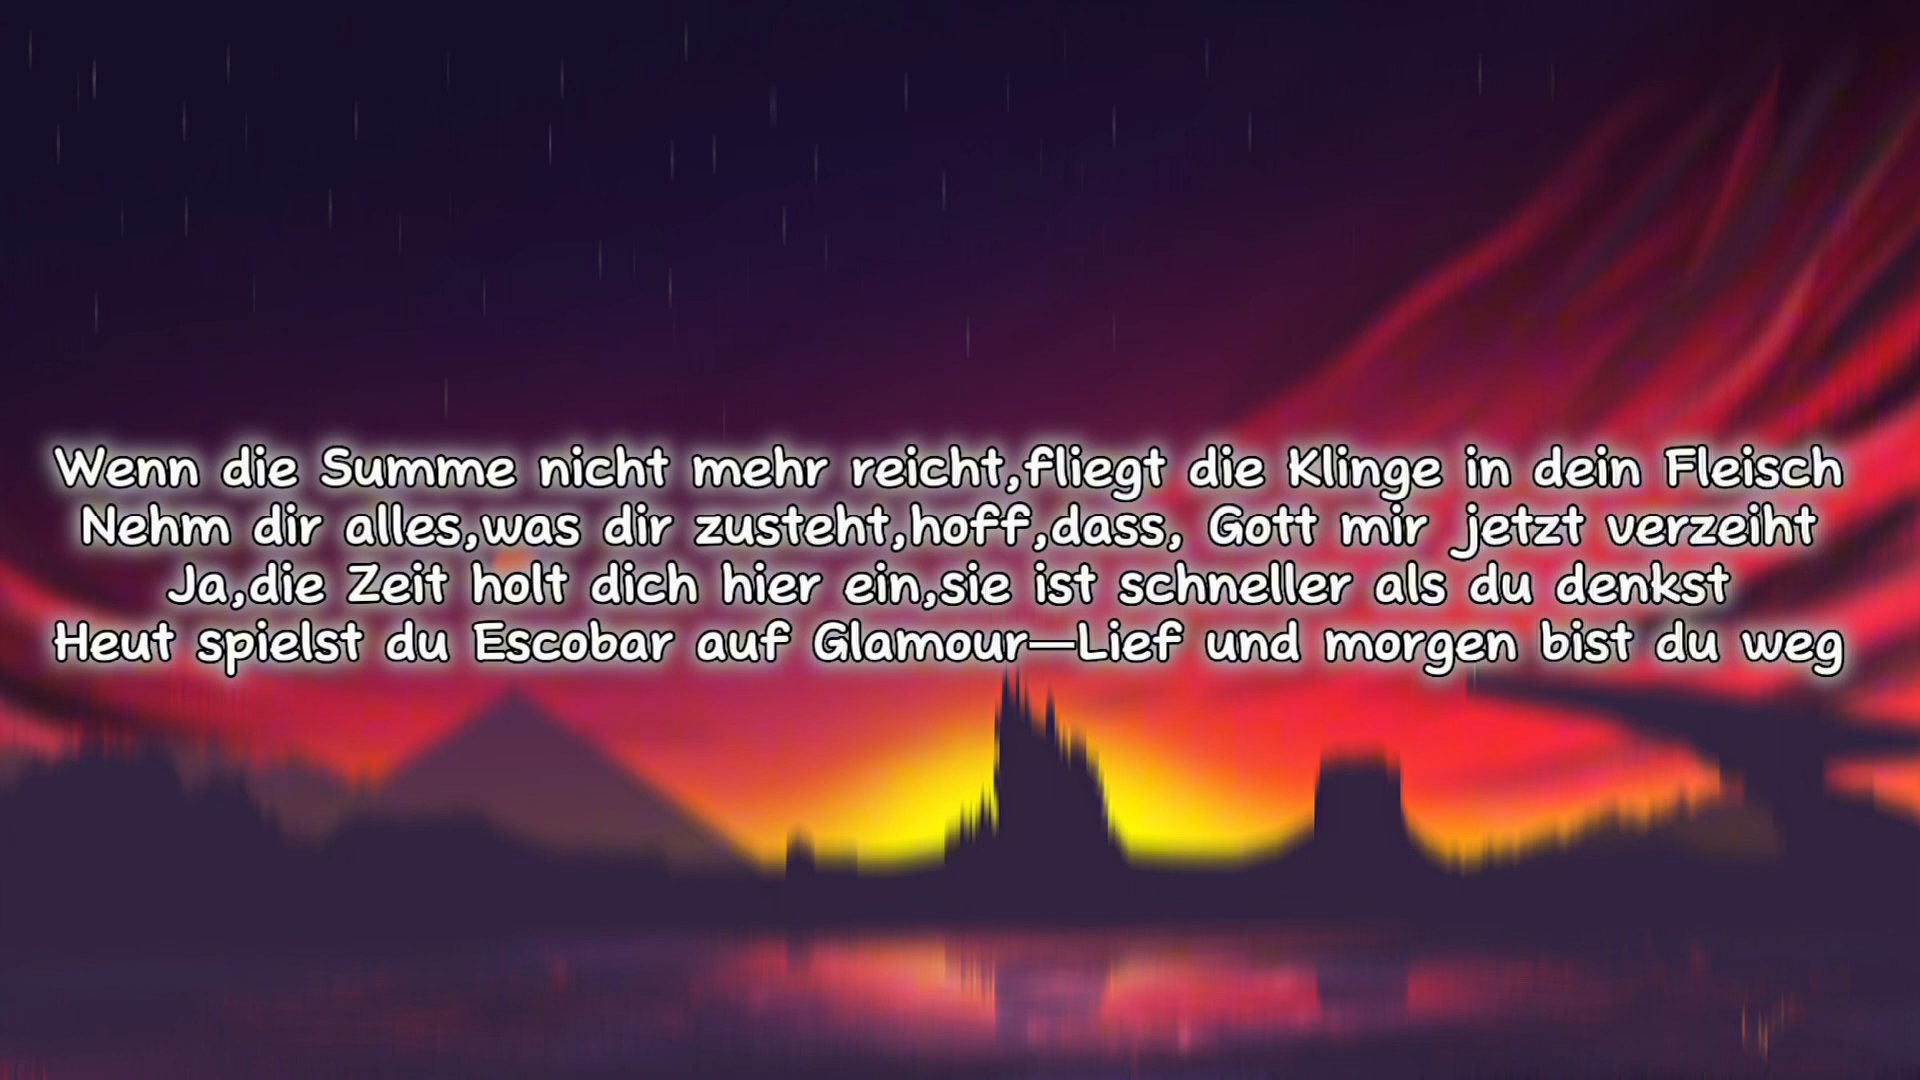 Wenn die Summe nicht mehr reicht,fliegt die Klinge in dein Fleisch
Nehm dir alles,was dir zusteht,hoff,dass, Gott mir jetzt verzeiht
Ja,die Zeit holt dich hier ein,sie ist schneller als du denkst
Heut spielst du Escobar auf Glamour—Lief und morgen bist du weg